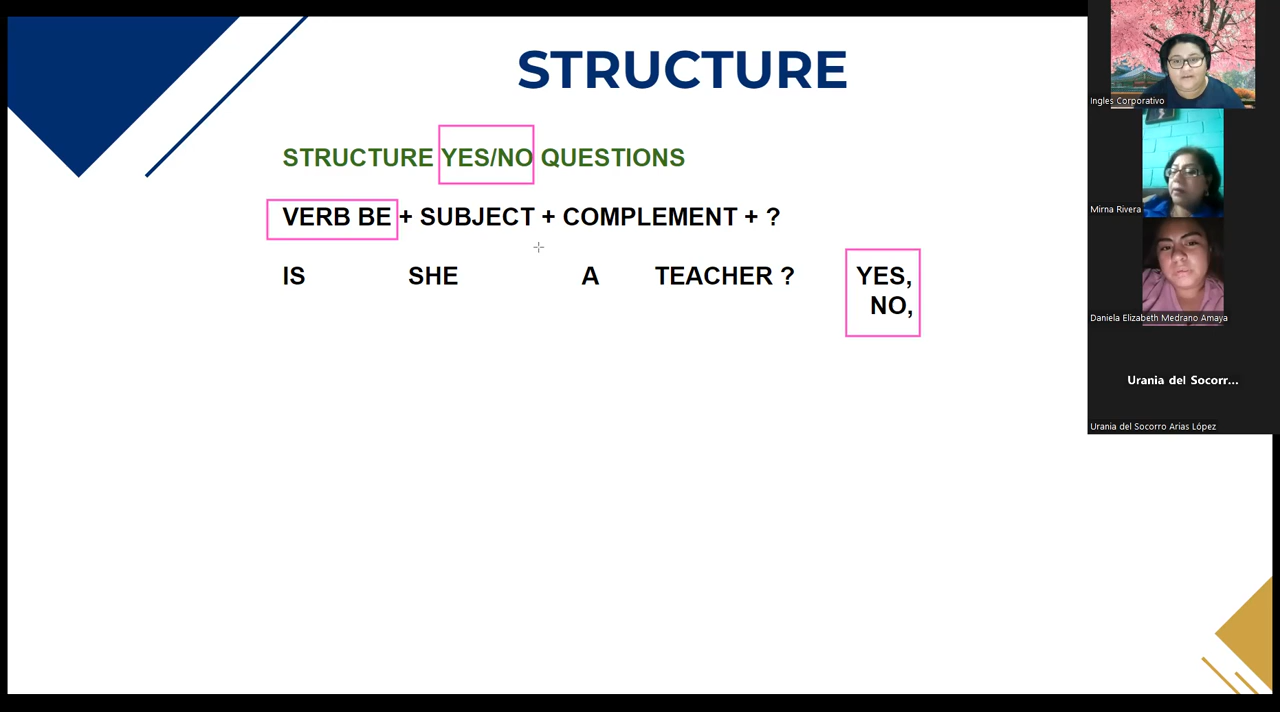 STRUCTURE
STRUCTURE YES/NO QUESTIONS
VERB BE + SUBJECT + COMPLEMENT + ?
IS SHE A TEACHER ? YES,
NO,
Ingles Corporativo
Mirna Rivera
Daniela Elizabeth Medrano Amaya
Urania del Socorr...
Urania del Socorro Arias López